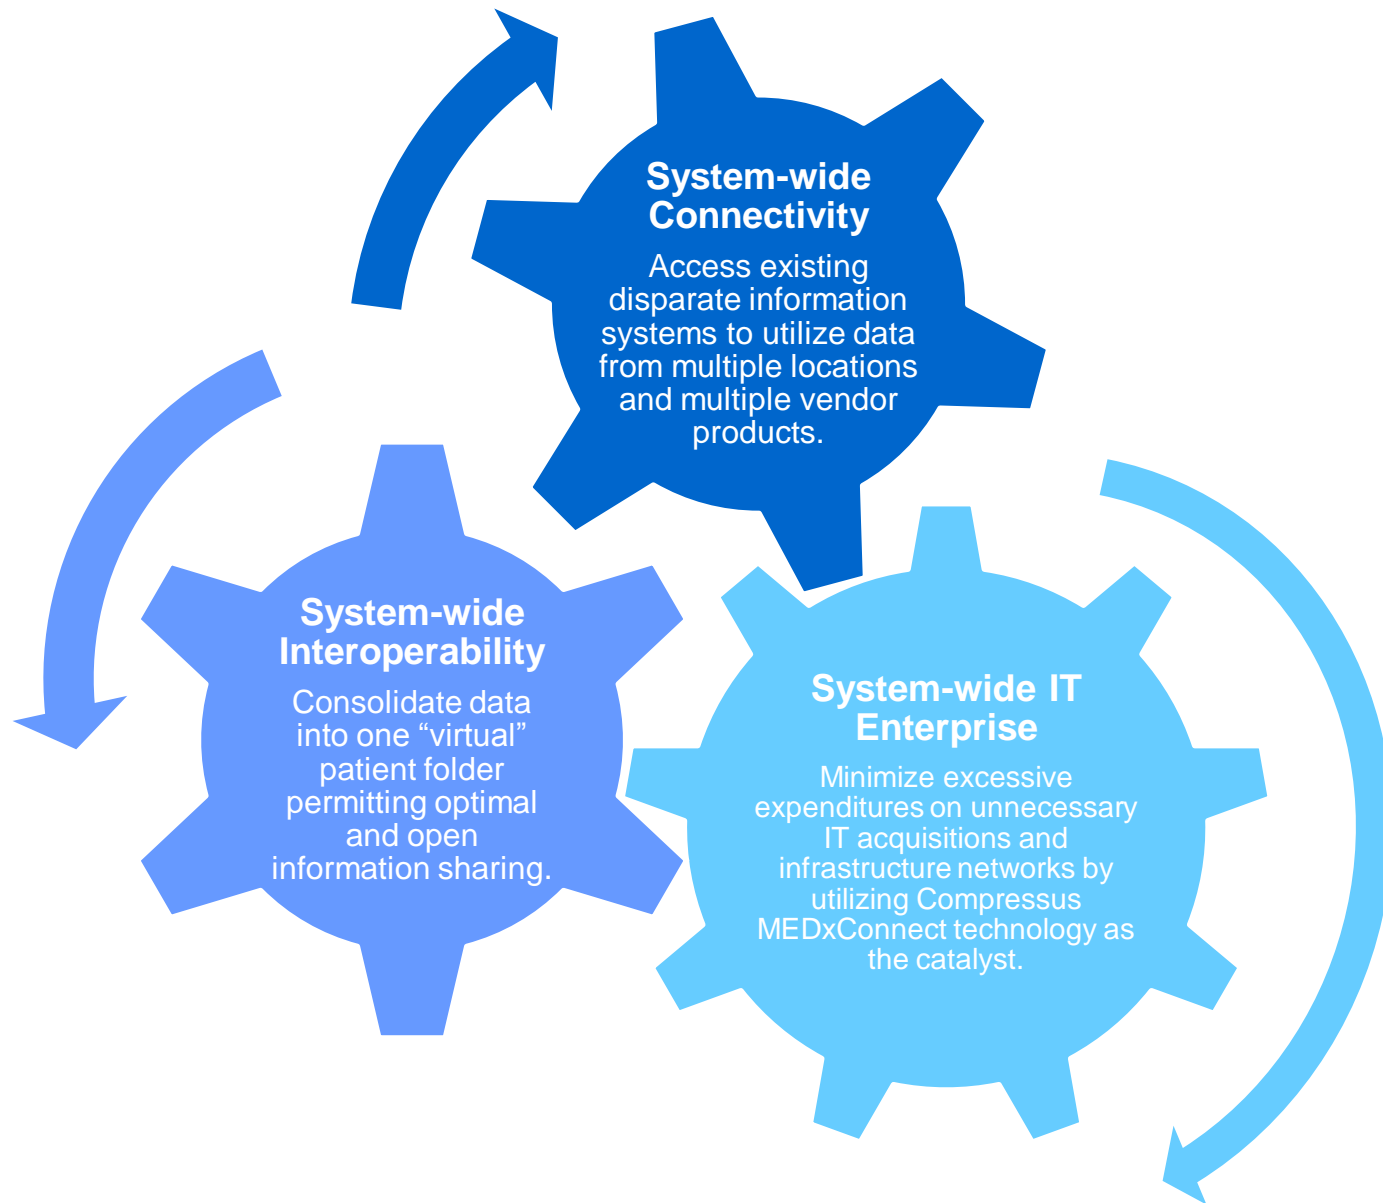 System-wide
Connectivity
Access existing
disparate information
systems to utilize data
from multiple locations
and multiple vendor
products.
System-wide
Interoperability
Consolidate data
into one “virtual”
patient folder
permitting optimal
and open
information sharing.
System-wide IT
Enterprise
Minimize excessive
expenditures on unnecessary
IT acquisitions and
infrastructure networks by
utilizing Compressus
MEDxConnect technology as
the catalyst.